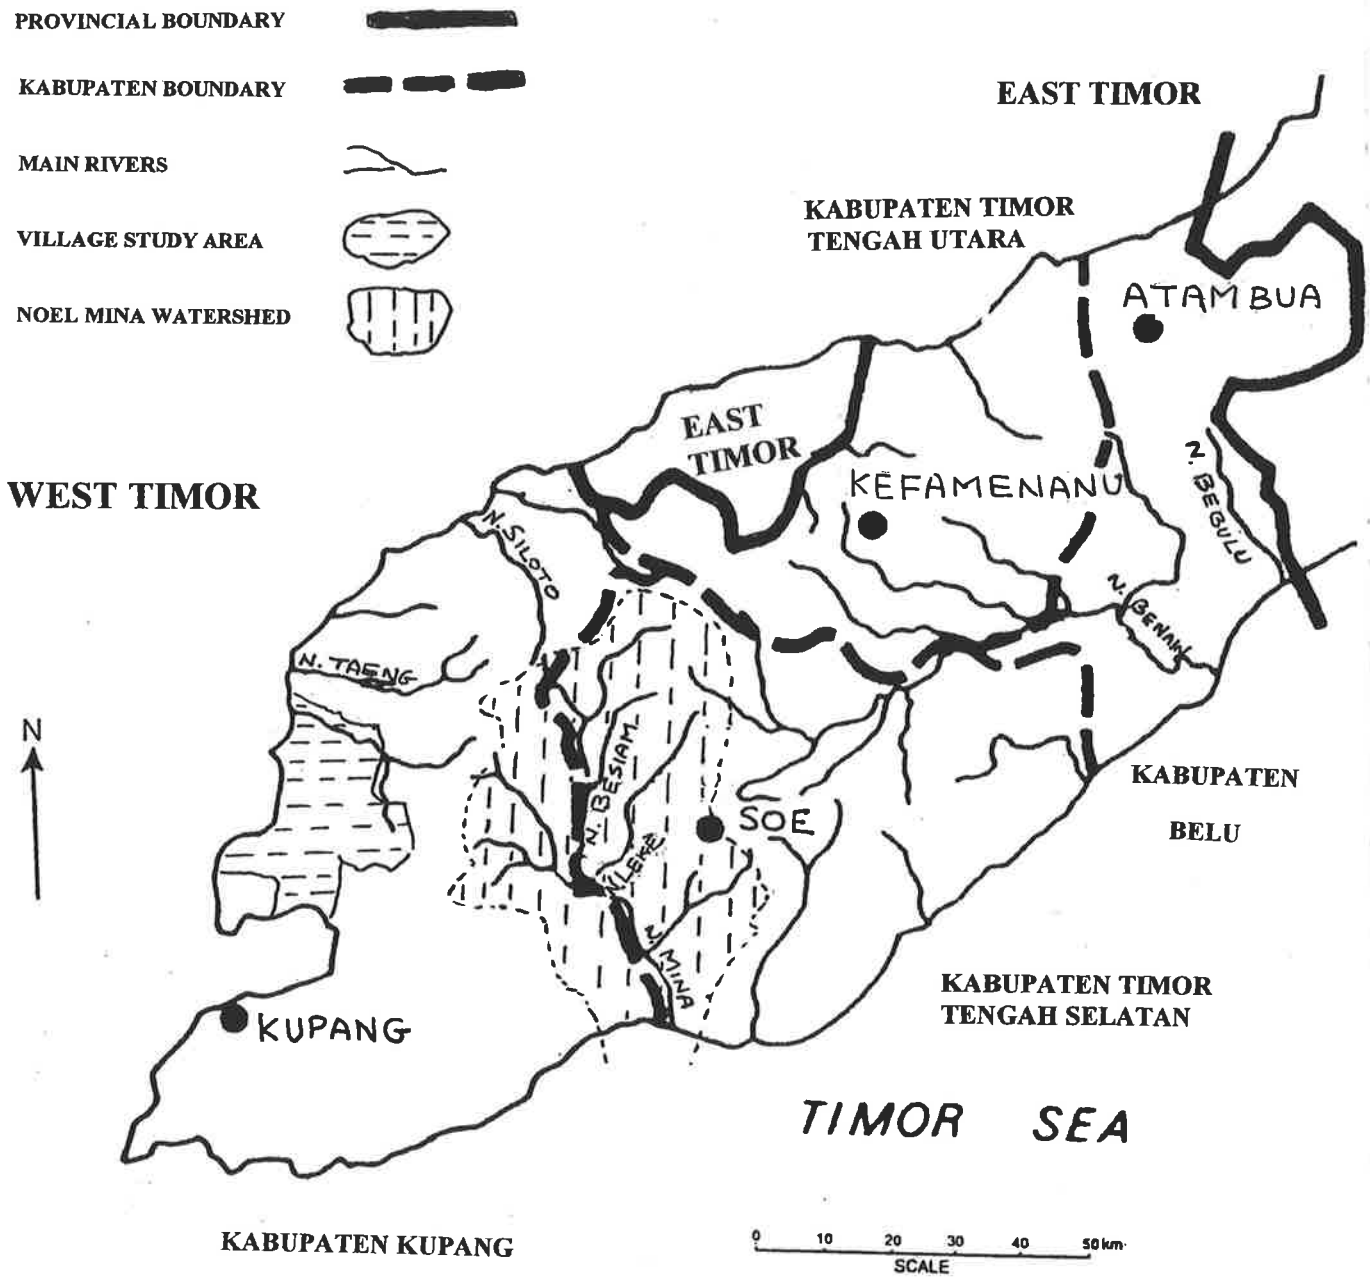 PROVINCIAL BOUNDARY
KABUPATEN BOUNDARY
MAIN RIVERS
VILLAGE STUDY AREA
NOEL MINA WATERSHED
EAST TIMOR
KABUPATEN TIMOR
TENGAH UTARA
ATAMBUA
EAST
TIMOR
WEST TIMOR
KEFAMENANU
N. BEBULU
N. SILOTO
N. BENAIN
N. TAENG
N
N. BESIAM
SOE
N LEKE
KABUPATEN
BELU
N. MINA
KABUPATEN TIMOR
TENGAH SELATAN
KUPANG
TIMOR SEA
KABUPATEN KUPANG
0 10 20 30 40 50 km.
SCALE